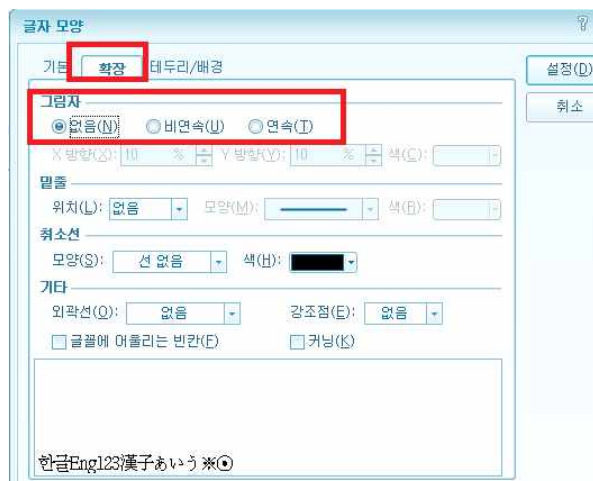 글자 모양
기본 확장 테두리/배경
설정(D)
취소
그림자
없음(N) 비연속(U) 연속(T)
X 방향(X): 10 % Y 방향(Y): 10 % 색(C):
밑줄
위치(L): 없음 모양(M): 색(R):
취소선
모양(S): 선 없음 색(H):
기타
외곽선(O): 없음 강조점(E): 없음
글꼴에 어울리는 빈칸(F) 커닝(K)
한글Eng123漢子あいう※⊙